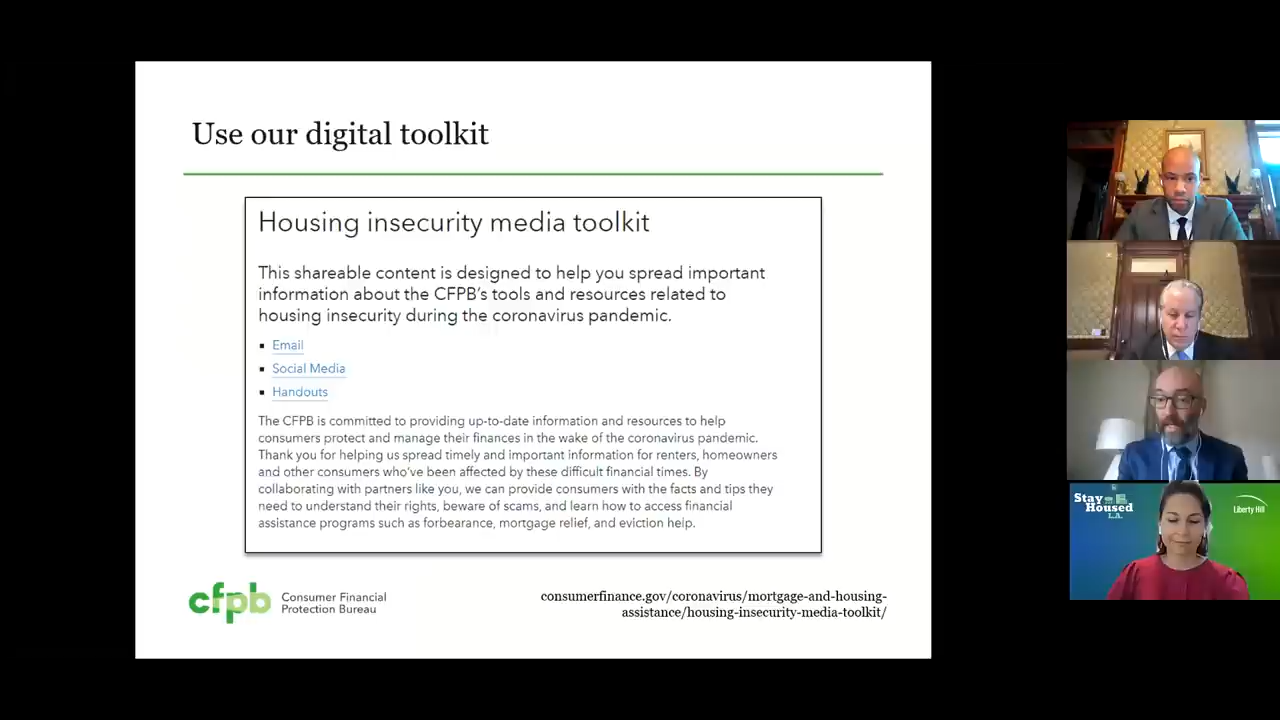 Use our digital toolkit
Housing insecurity media toolkit
This shareable content is designed to help you spread important
information about the CFPB's tools and resources related to
housing insecurity during the coronavirus pandemic.
Email
Social Media
Handouts
The CFPB is committed to providing up-to-date information and resources to help
consumers protect and manage their finances in the wake of the coronavirus pandemic.
Thank you for helping us spread timely and important information for renters, homeowners
and other consumers who've been affected by these difficult financial times. By
collaborating with partners like you, we can provide consumers with the facts and tips they
need to understand their rights, beware of scams, and learn how to access financial
assistance programs such as forbearance, mortgage relief, and eviction help.
cfpb
Consumer Financial
Protection Bureau
consumerfinance.gov/coronavirus/mortgage-and-housing-
assistance/housing-insecurity-media-toolkit/
Stay
Housed
L.A.
Liberty Hill